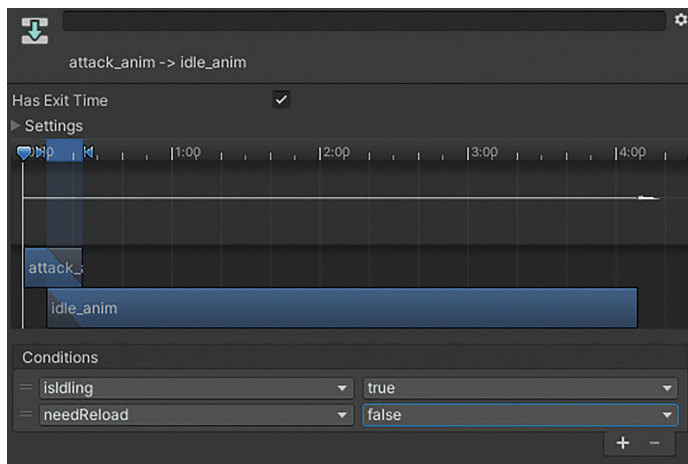 attack_anim -> idle_anim
Has Exit Time
Settings
1:00 2:00 3:00 4:00
attack_
idle_anim
Conditions
isIdling true
needReload false